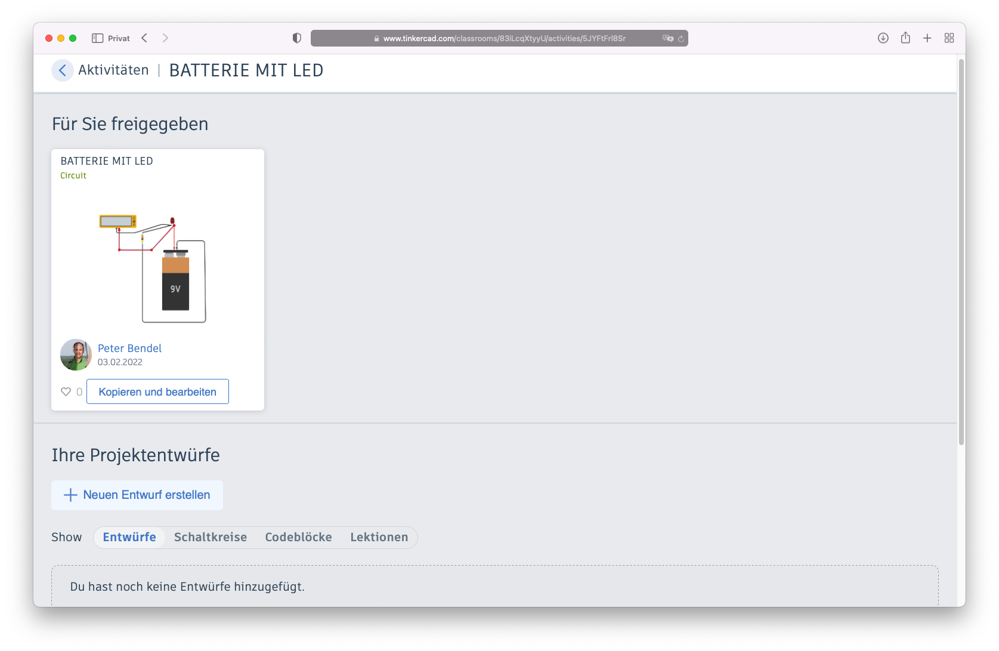 Privat
www.tinkercad.com/classrooms/83iLcqXtyyU/activities/5JYFtFrI8Sr
Aktivitäten | BATTERIE MIT LED
Für Sie freigegeben
BATTERIE MIT LED
Circuit
9V
Peter Bendel
03.02.2022
0 Kopieren und bearbeiten
Ihre Projektentwürfe
Neuen Entwurf erstellen
Show Entwürfe Schaltkreise Codeblöcke Lektionen
Du hast noch keine Entwürfe hinzugefügt.